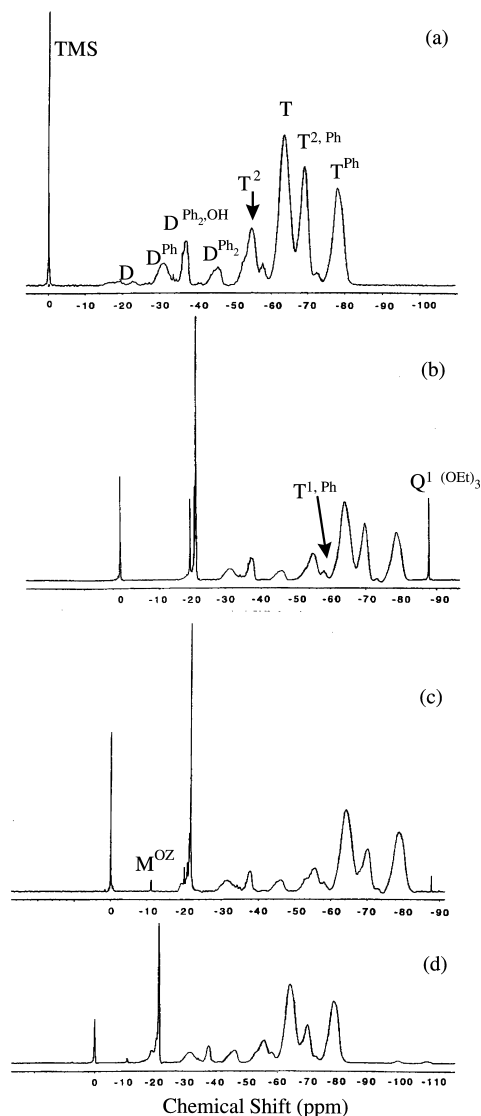 (a)
TMS
T
T2, Ph
TPh
T2
D Ph2,OH
DPh
DPh2
D
0 -10 -20 -30 -40 -50 -60 -70 -80 -90 -100
(b)
T1, Ph
Q1 (OEt)3
0 -10 -20 -30 -40 -50 -60 -70 -80 -90
(c)
MOZ
0 -10 -20 -30 -40 -50 -60 -70 -80 -90
(d)
0 -10 -20 -30 -40 -50 -60 -70 -80 -90 -100 -110
Chemical Shift (ppm)